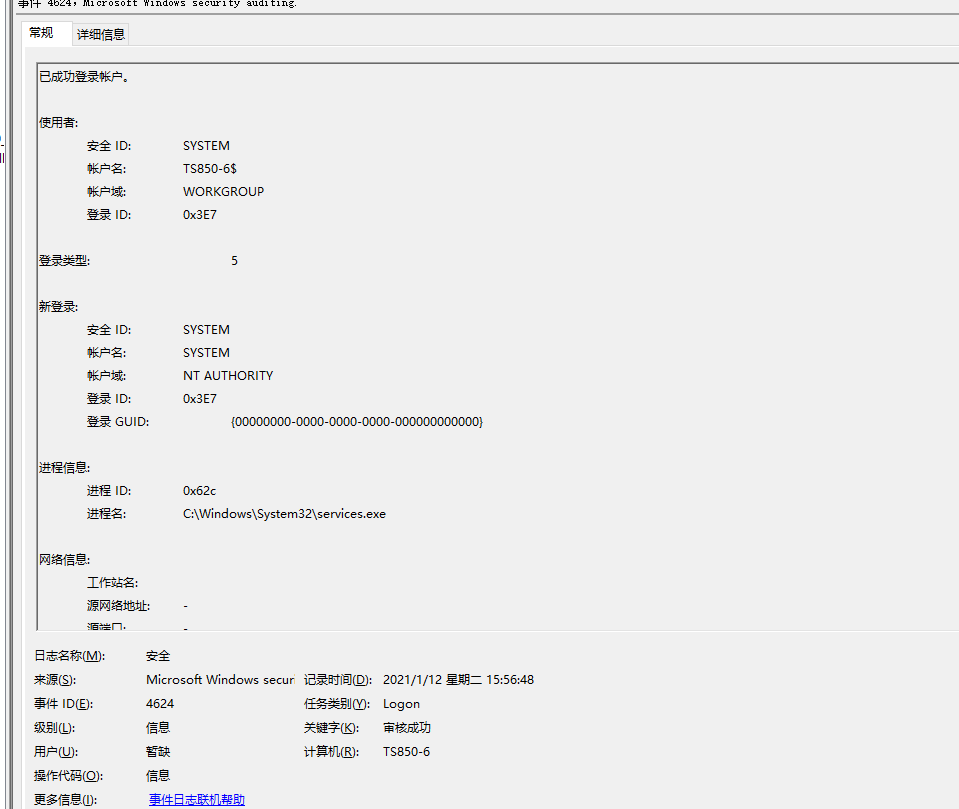 事件 4624，Microsoft Windows security auditing.
常规 详细信息
已成功登录帐户。
使用者:
安全 ID: SYSTEM
帐户名: TS850-6$
帐户域: WORKGROUP
登录 ID: 0x3E7
登录类型: 5
新登录:
安全 ID: SYSTEM
帐户名: SYSTEM
帐户域: NT AUTHORITY
登录 ID: 0x3E7
登录 GUID: {00000000-0000-0000-0000-000000000000}
进程信息:
进程 ID: 0x62c
进程名: C:\Windows\System32\services.exe
网络信息:
工作站名:
源网络地址: -
源端口: -
日志名称(M): 安全
来源(S): Microsoft Windows securi 记录时间(D): 2021/1/12 星期二 15:56:48
事件 ID(E): 4624 任务类别(Y): Logon
级别(L): 信息 关键字(K): 审核成功
用户(U): 暂缺 计算机(R): TS850-6
操作代码(O): 信息
更多信息(I): 事件日志联机帮助